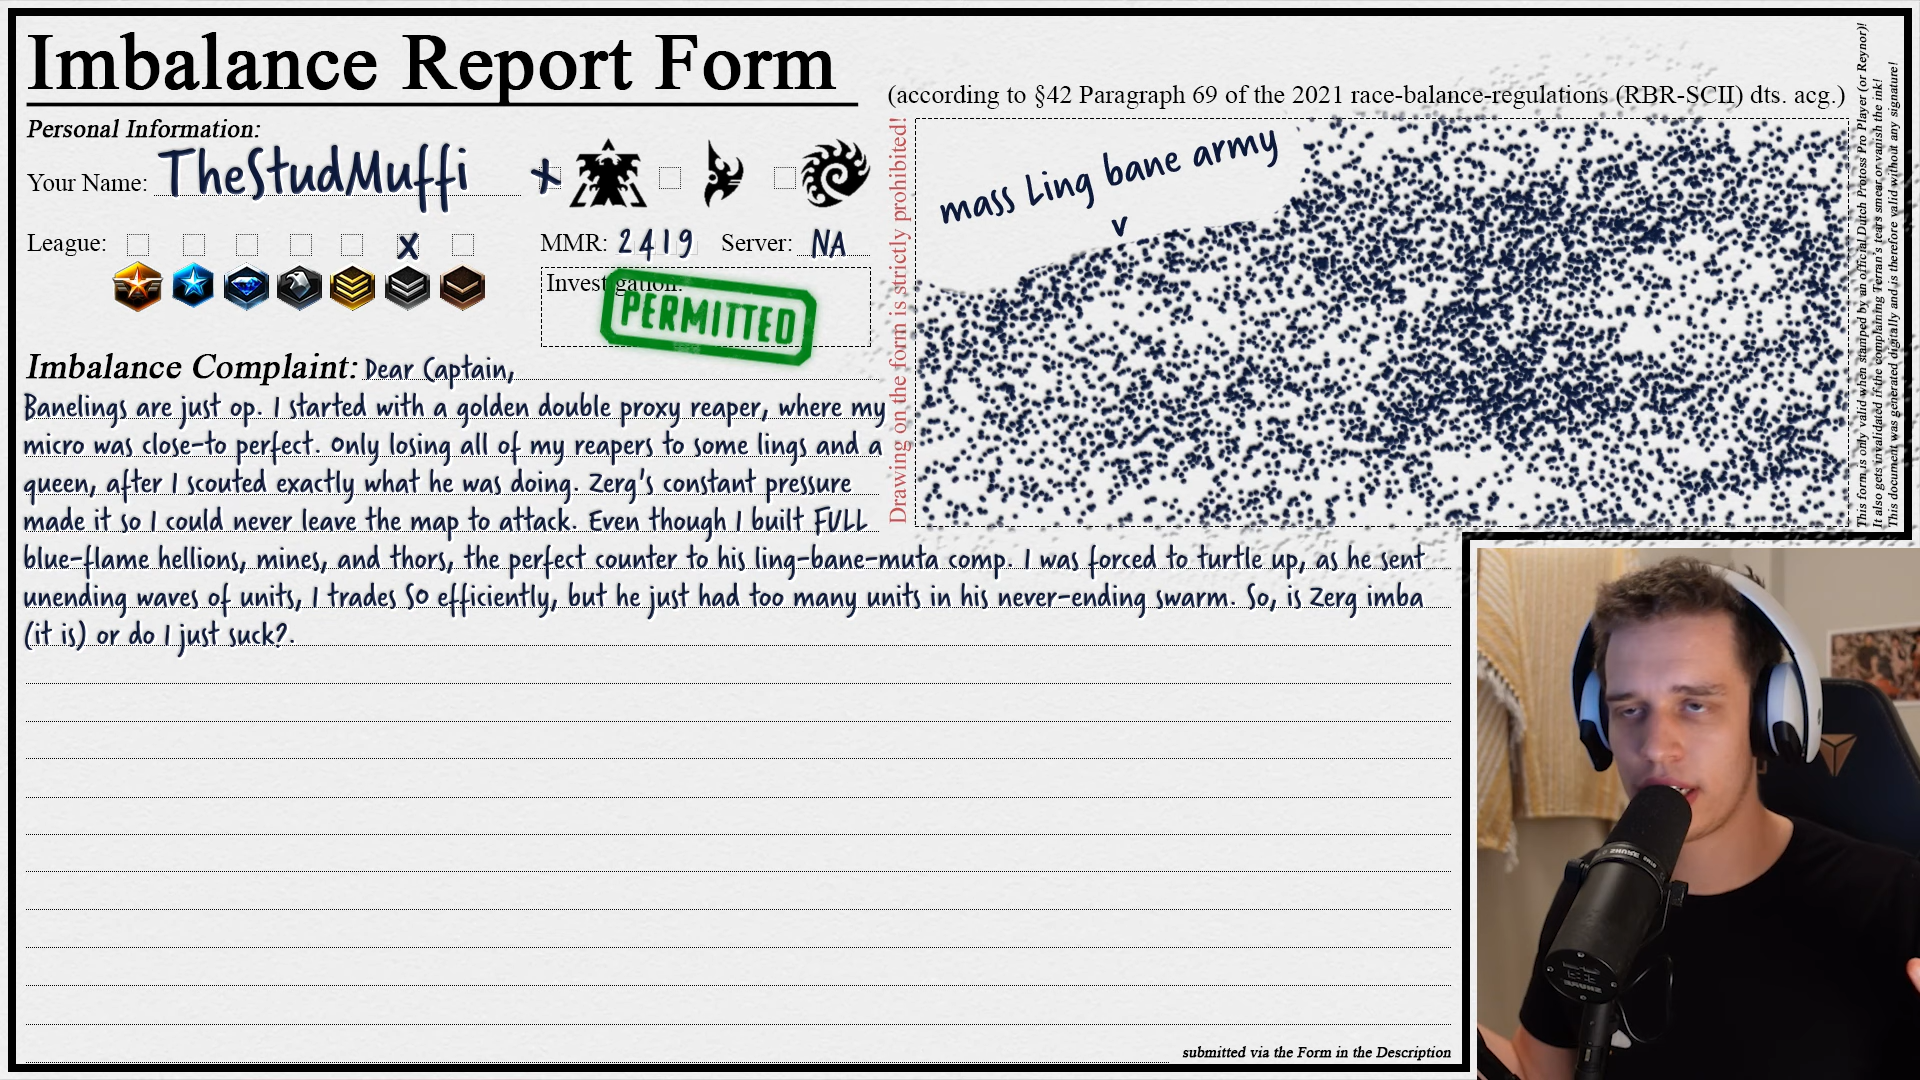 Imbalance Report Form
(according to §42 Paragraph 69 of the 2021 race-balance-regulations (RBR-SCII) dts. acg.)
Personal Information:
Your Name: TheStudMuffi
League: X
MMR: 2419 Server: NA
Investigation:
PERMITTED
Imbalance Complaint: Dear Captain,
Banelings are just op. I started with a golden double proxy reaper, where my
micro was close-to perfect. Only losing all of my reapers to some lings and a
queen, after I scouted exactly what he was doing. Zerg's constant pressure
made it so I could never leave the map to attack. Even though I built FULL
blue-flame hellions, mines, and thors, the perfect counter to his ling-bane-muta comp. I was forced to turtle up, as he sent
unending waves of units, I trades SO efficiently, but he just had too many units in his never-ending swarm. So, is Zerg imba
(it is) or do I just suck?.
Drawing on the form is strictly prohibited!
mass Ling bane army
v
This form is only valid when stamped by an official Dutch Protoss Pro Player (or Reynor)!
It also gets invalidated if the complaining Terran's tears smear or vanish the ink!
This document was generated digitally and is therefore valid without any signature!
submitted via the Form in the Description